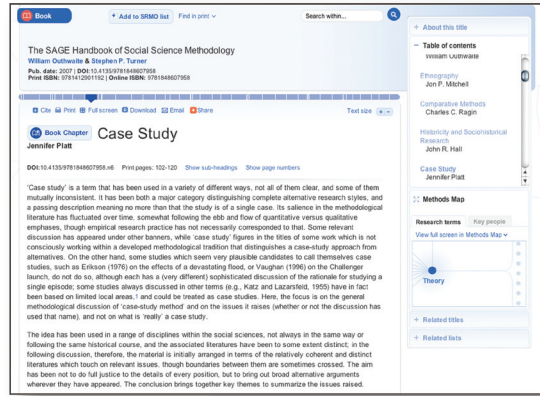 Book
+ Add to SRMO list
Find in print
Search within...
The SAGE Handbook of Social Science Methodology
William Outhwaite & Stephen P. Turner
Pub. date: 2007 | DOI: 10.4135/9781848607958
Print ISBN: 9781412901192 | Online ISBN: 9781848607958
Cite Print Full screen Download Email Share
Text size + -
Book Chapter Case Study
Jennifer Platt
DOI:10.4135/9781848607958.n6 Print pages: 102-120 Show sub-headings Show page numbers
'Case study' is a term that has been used in a variety of different ways, not all of them clear, and some of them
mutually inconsistent. It has been both a major category distinguishing complete alternative research styles, and
a passing description meaning no more than that the study is of a single case. Its salience in the methodological
literature has fluctuated over time, somewhat following the ebb and flow of quantitative versus qualitative
emphases, though empirical research practice has not necessarily corresponded to that. Some relevant
discussion has appeared under other banners, while 'case study' figures in the titles of some work which is not
consciously working within a developed methodological tradition that distinguishes a case-study approach from
alternatives. On the other hand, some studies which seem very plausible candidates to call themselves case
studies, such as Erikson (1976) on the effects of a devastating flood, or Vaughan (1996) on the Challenger
launch, do not do so, although each has a (very different) sophisticated discussion of the rationale for studying a
single episode; some studies always discussed in other terms (e.g., Katz and Lazarsfeld, 1955) have in fact
been based on limited local areas,1 and could be treated as case studies. Here, the focus is on the general
methodological discussion of 'case-study method' and on the issues it raises (whether or not the discussion has
used that name), and not on what is 'really' a case study.
The idea has been used in a range of disciplines within the social sciences, not always in the same way or
following the same historical course, and the associated literatures have been to some extent distinct; in the
following discussion, therefore, the material is initially arranged in terms of the relatively coherent and distinct
literatures which touch on relevant issues, though boundaries between them are sometimes crossed. The aim
has been not to do full justice to the details of every position, but to bring out broad alternative arguments
wherever they have appeared. The conclusion brings together key themes to summarize the issues raised.
+ About this title
− Table of contents
William Outhwaite
Ethnography
Jon P. Mitchell
Comparative Methods
Charles C. Ragin
Historicity and Sociohistorical
Research
John R. Hall
Case Study
Jennifer Platt
Methods Map
Research terms Key people
View full screen in Methods Map
Theory
+ Related titles
+ Related lists